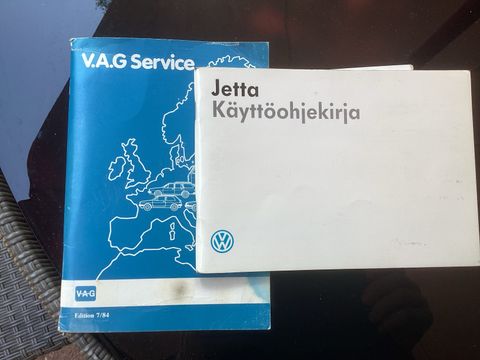 V.A.G Service
Jetta
Käyttöohjekirja
V·A·G
Edition 7/84